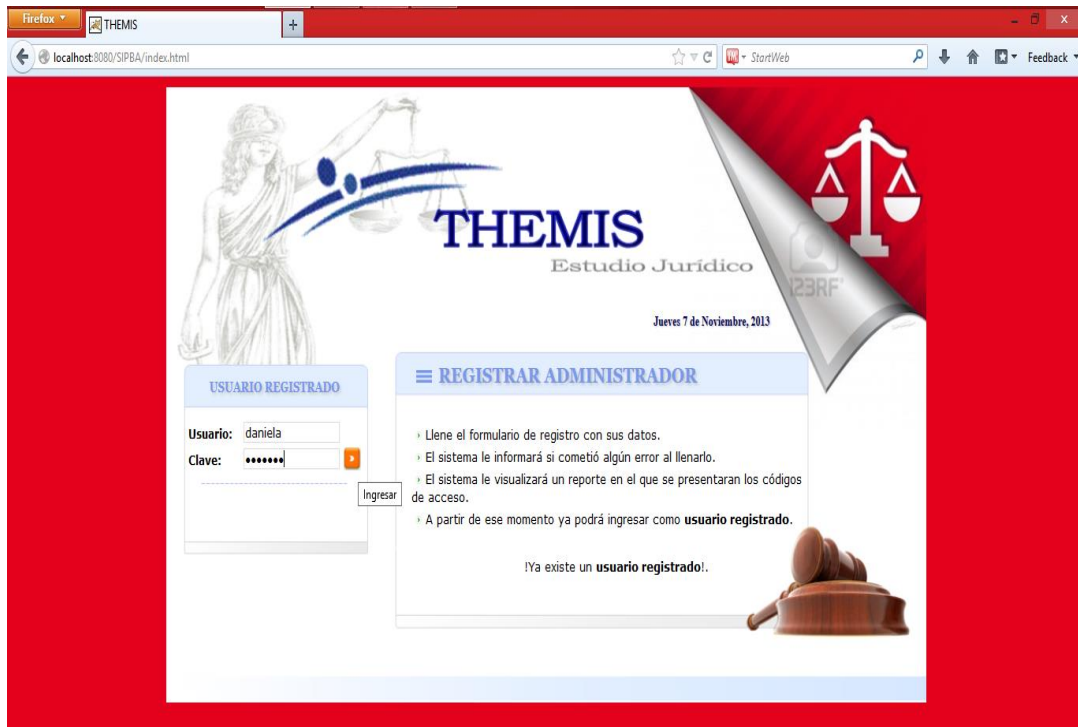 Firefox
THEMIS
+
localhost:8080/SIPBA/index.html
StartWeb
Feedback
THEMIS
Estudio Jurídico
123RF
Jueves 7 de Noviembre, 2013
USUARIO REGISTRADO
Usuario: daniela
Clave:
Ingresar
REGISTRAR ADMINISTRADOR
Llene el formulario de registro con sus datos.
El sistema le informará si cometió algún error al llenarlo.
El sistema le visualizará un reporte en el que se presentaran los códigos
de acceso.
A partir de ese momento ya podrá ingresar como usuario registrado.
!Ya existe un usuario registrado!.